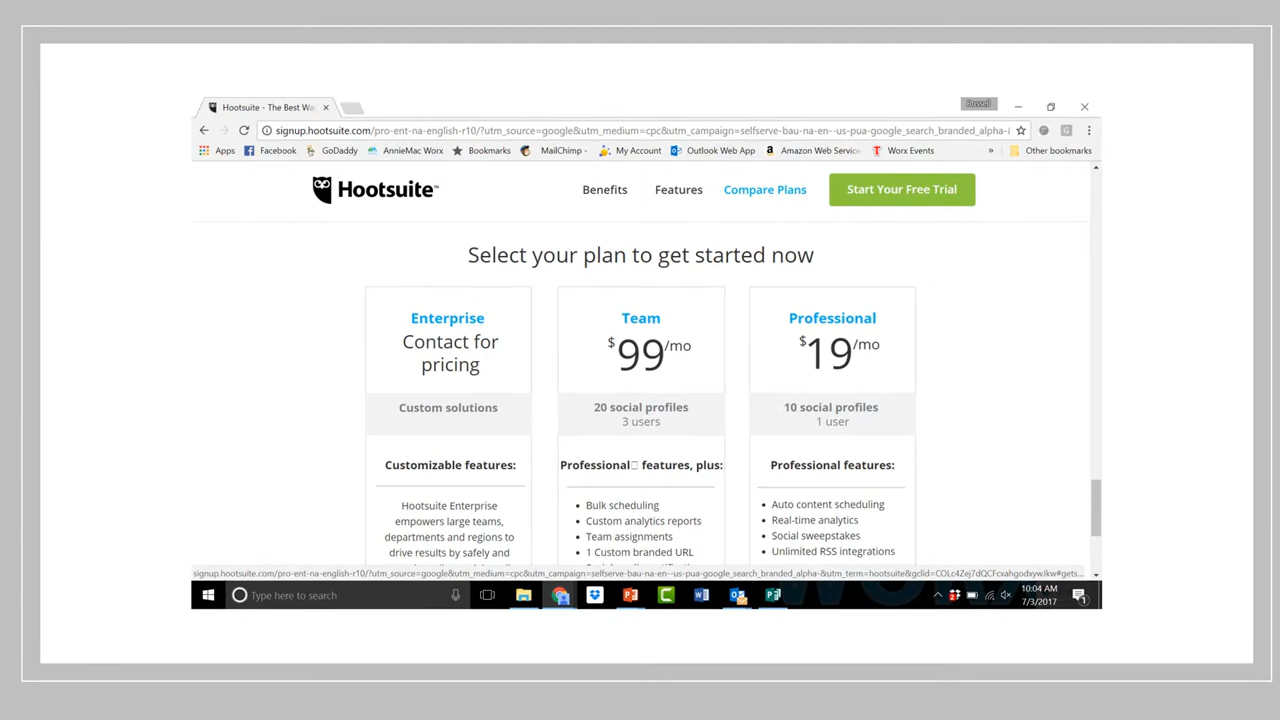 Hootsuite - The Best Wa
Russell
signup.hootsuite.com/pro-ent-na-english-r10/?utm_source=google&utm_medium=cpc&utm_campaign=selfserve-bau-na-en--us-pua-google_search_branded_alpha-
Apps Facebook GoDaddy AnnieMac Worx Bookmarks MailChimp - My Account Outlook Web App Amazon Web Service Worx Events » Other bookmarks
Hootsuite™ Benefits Features Compare Plans Start Your Free Trial
Select your plan to get started now
Enterprise
Contact for
pricing
Custom solutions
Customizable features:
Hootsuite Enterprise
empowers large teams,
departments and regions to
drive results by safely and
Team
$99/mo
20 social profiles
3 users
Professional features, plus:
• Bulk scheduling
• Custom analytics reports
• Team assignments
• 1 Custom branded URL
Professional
$19/mo
10 social profiles
1 user
Professional features:
• Auto content scheduling
• Real-time analytics
• Social sweepstakes
• Unlimited RSS integrations
Type here to search
10:04 AM
7/3/2017